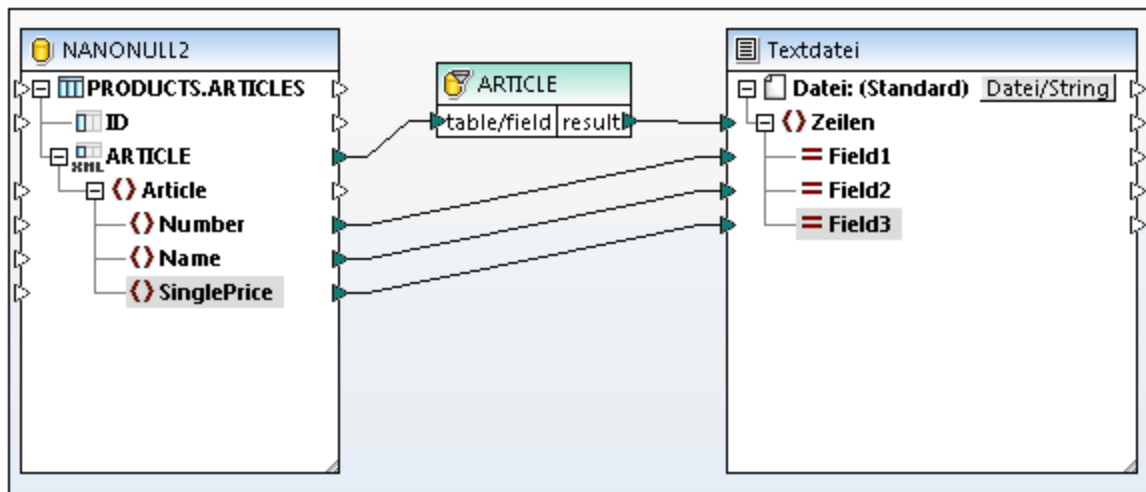 NANONULL2
PRODUCTS.ARTICLES
ID
XML ARTICLE
Article
Number
Name
SinglePrice
ARTICLE
table/field result
Textdatei
Datei: (Standard) Datei/String
Zeilen
Field1
Field2
Field3